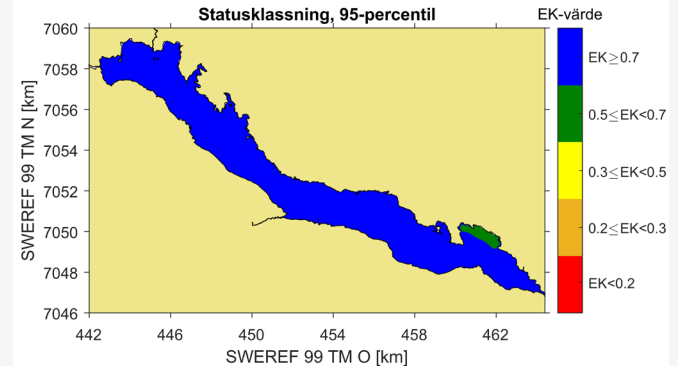 Statusklassning, 95-percentil
EK-värde
SWEREF 99 TM N [km]
7060
7058
7056
7054
7052
7050
7048
7046
442
446
450
454
458
462
SWEREF 99 TM O [km]
EK≥0.7
0.5≤EK<0.7
0.3≤EK<0.5
0.2≤EK<0.3
EK<0.2